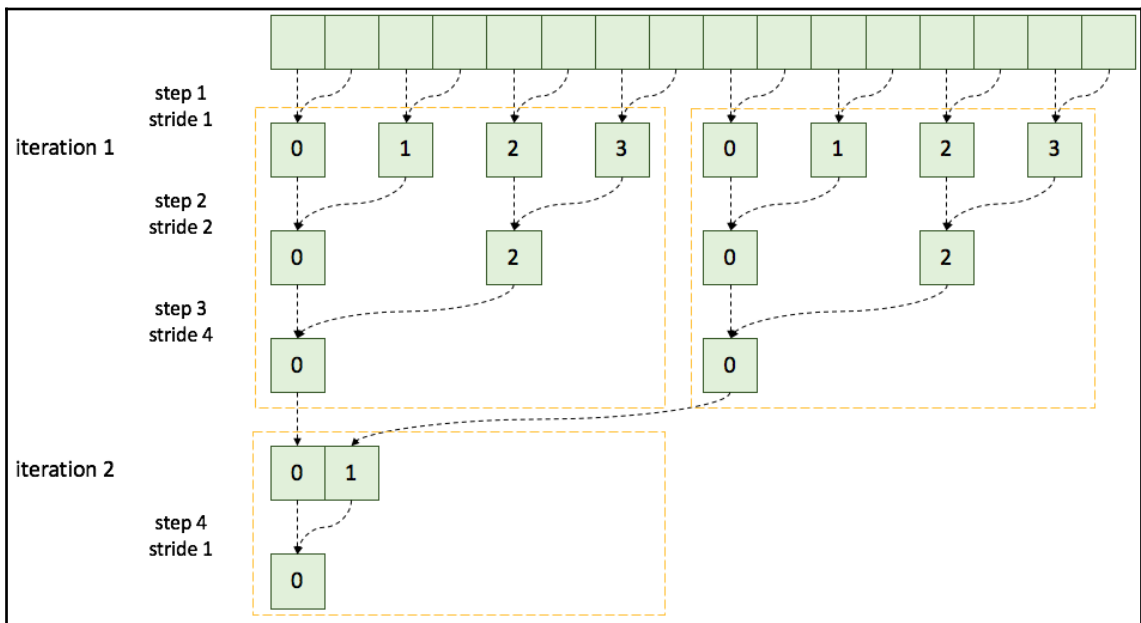 step 1
stride 1
iteration 1
0 1 2 3 0 1 2 3
step 2
stride 2
0 2 0 2
step 3
stride 4
0 0
iteration 2
0 1
step 4
stride 1
0